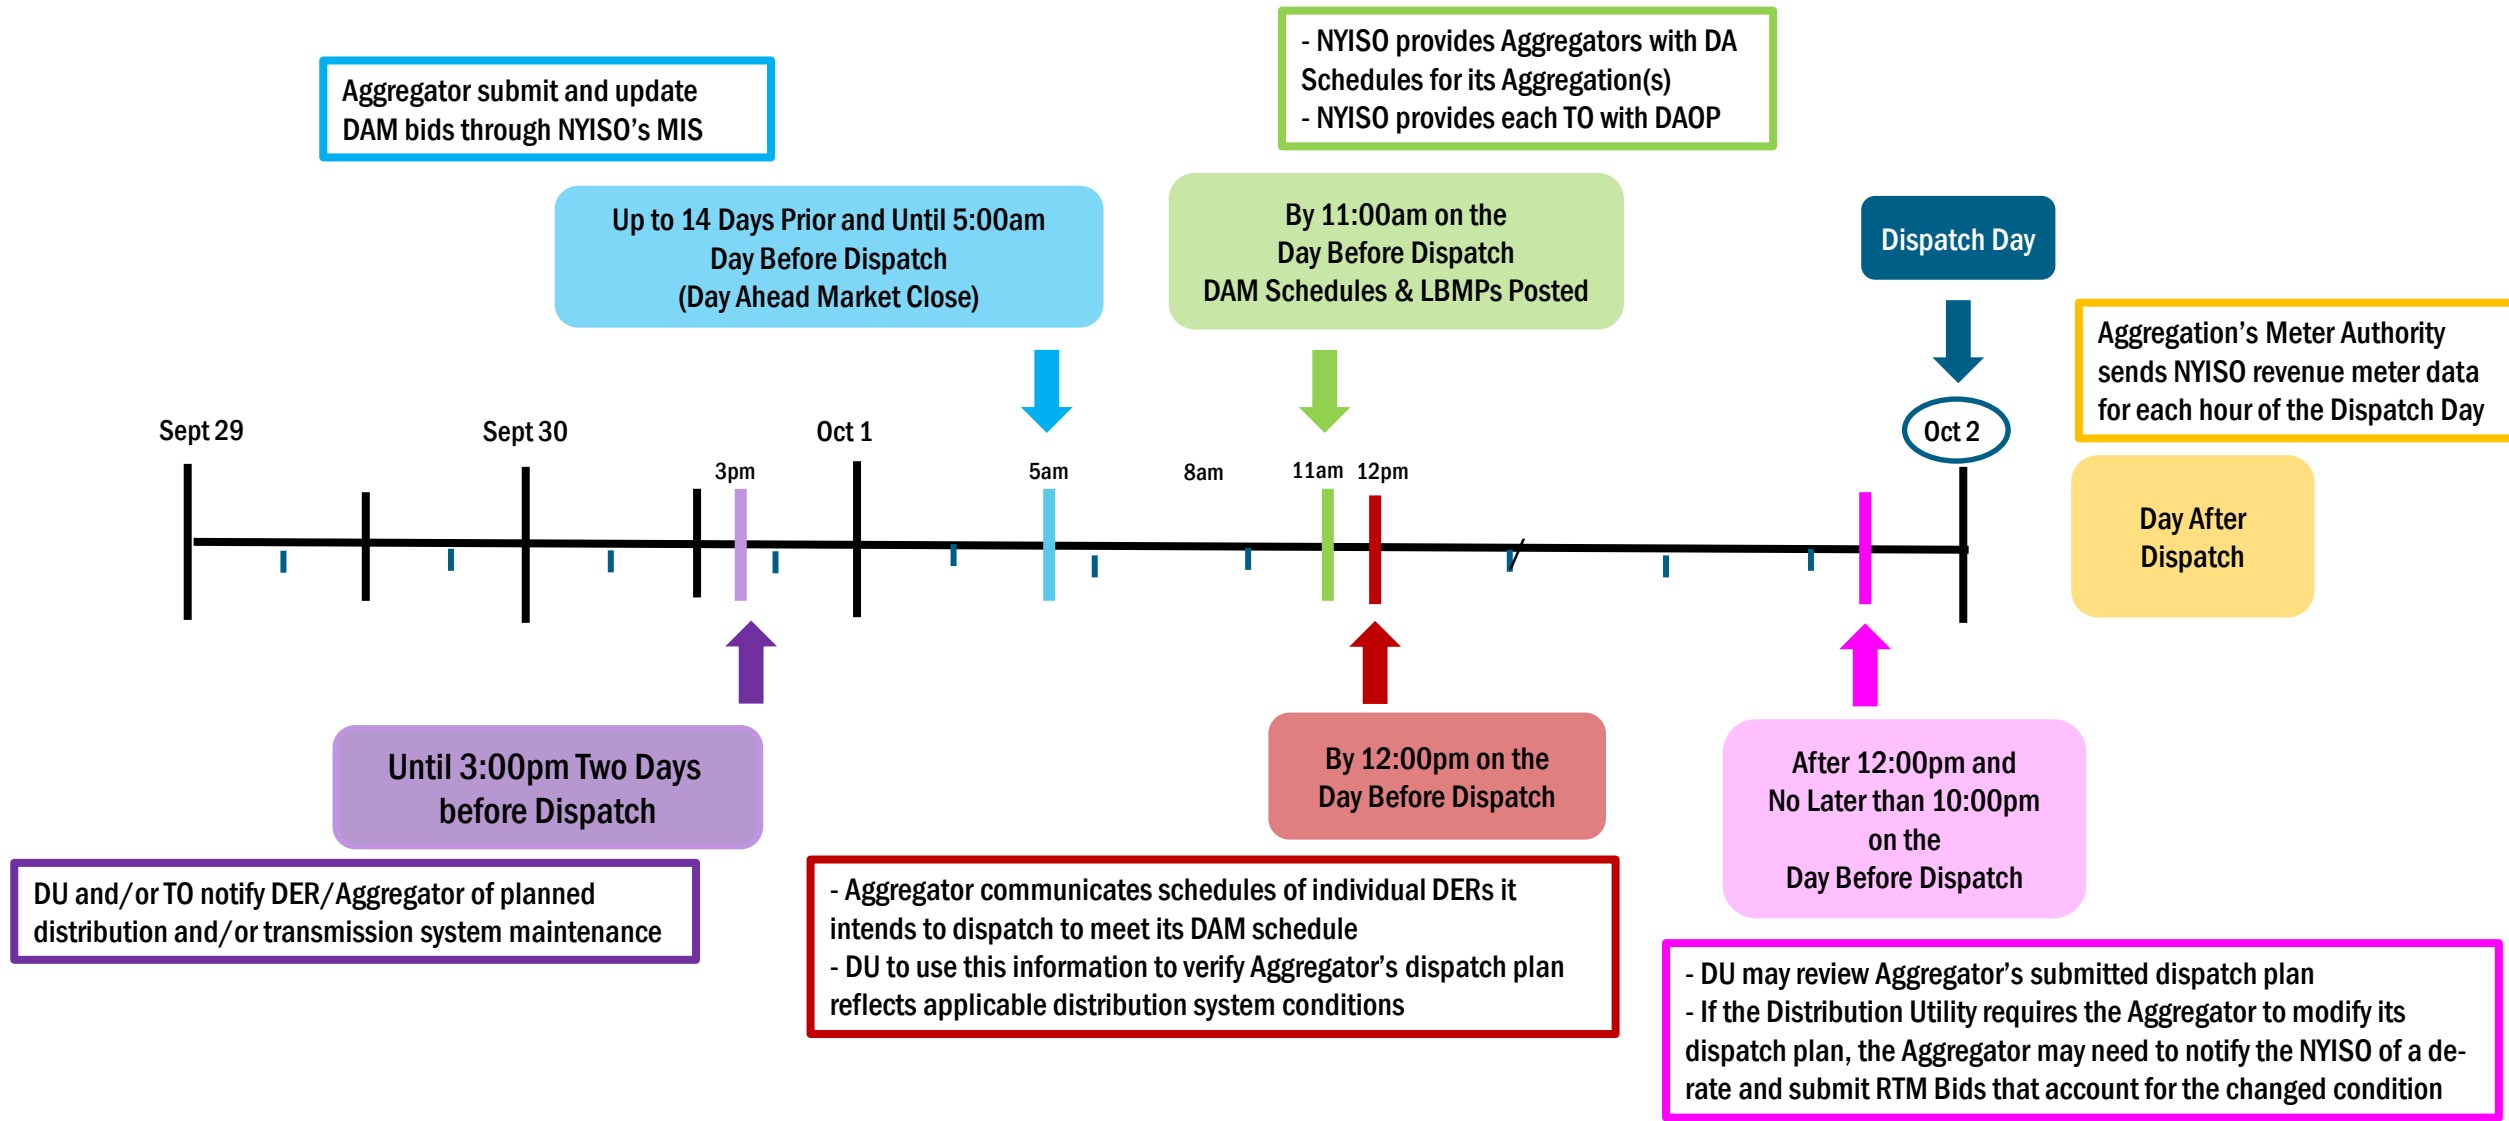 - NYISO provides Aggregators with DA
Schedules for its Aggregation(s)
- NYISO provides each TO with DAOP
Aggregator submit and update
DAM bids through NYISO's MIS
Up to 14 Days Prior and Until 5:00am
Day Before Dispatch
(Day Ahead Market Close)
By 11:00am on the
Day Before Dispatch
DAM Schedules & LBMPs Posted
Dispatch Day
Aggregation's Meter Authority
sends NYISO revenue meter data
for each hour of the Dispatch Day
Sept 29
Sept 30
Oct 1
Oct 2
3pm
5am
8am
11am
12pm
/
Day After
Dispatch
Until 3:00pm Two Days
before Dispatch
By 12:00pm on the
Day Before Dispatch
After 12:00pm and
No Later than 10:00pm
on the
Day Before Dispatch
DU and/or TO notify DER/Aggregator of planned
distribution and/or transmission system maintenance
- Aggregator communicates schedules of individual DERs it
intends to dispatch to meet its DAM schedule
- DU to use this information to verify Aggregator's dispatch plan
reflects applicable distribution system conditions
- DU may review Aggregator's submitted dispatch plan
- If the Distribution Utility requires the Aggregator to modify its
dispatch plan, the Aggregator may need to notify the NYISO of a de-
rate and submit RTM Bids that account for the changed condition